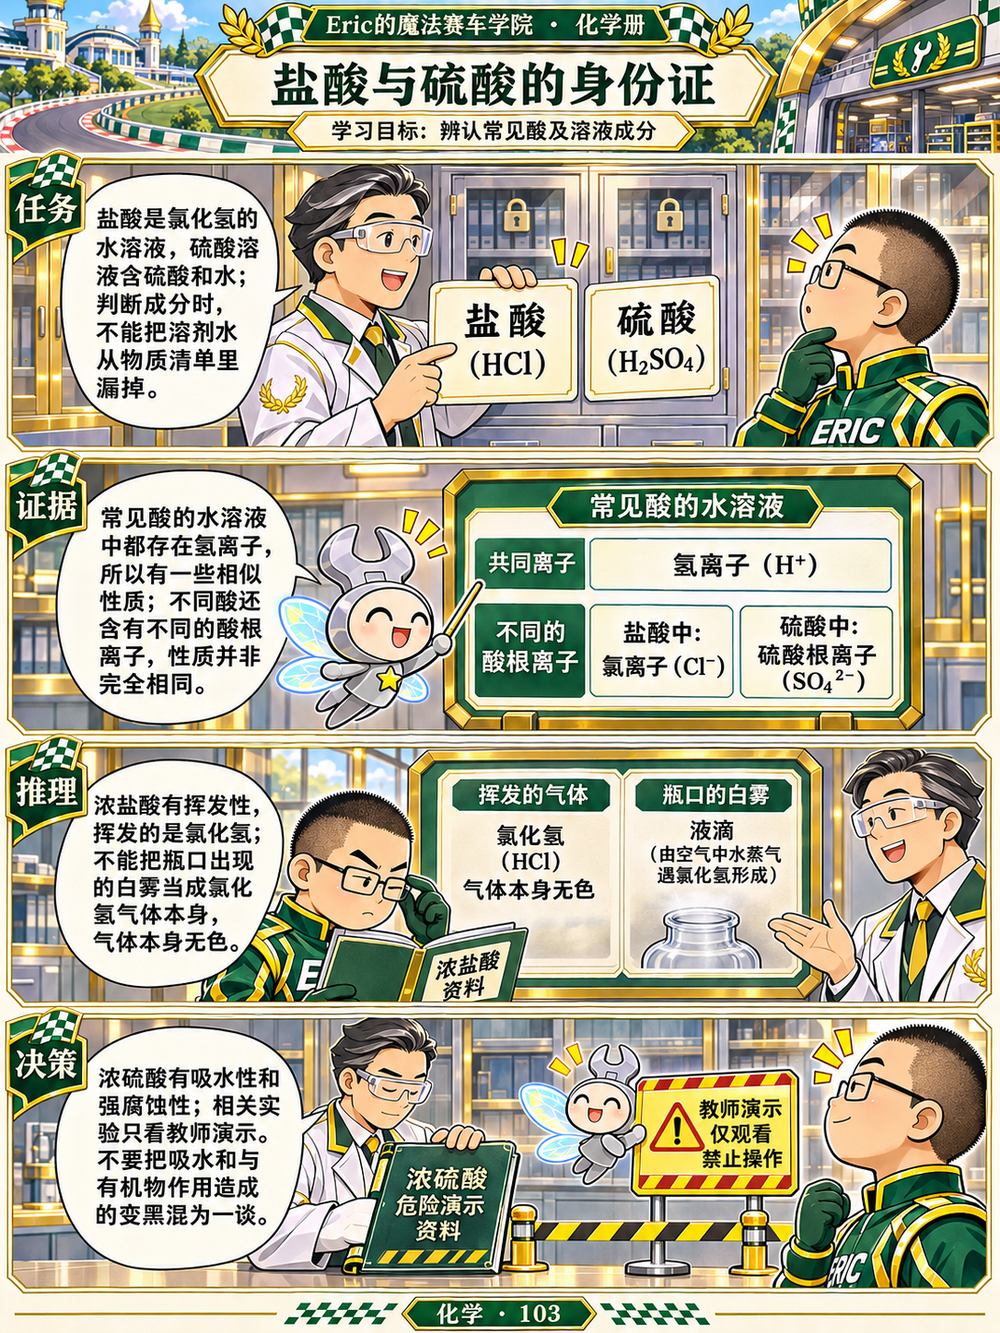 Eric的魔法赛车学院 · 化学册
盐酸与硫酸的身份证
学习目标：辨认常见酸及溶液成分
任务
盐酸是氯化氢的
水溶液，硫酸溶
液含硫酸和水；
判断成分时，
不能把溶剂水
从物质清单里
漏掉。
盐酸
(HCl)
硫酸
(H₂SO₄)
ERIC
证据
常见酸的水溶液
中都存在氢离子，
所以有一些相似
性质；不同酸还
含有不同的酸根
离子，性质并非
完全相同。
常见酸的水溶液
共同离子
氢离子（H⁺）
不同的
酸根离子
盐酸中：
氯离子(Cl⁻)
硫酸中：
硫酸根离子
(SO₄²⁻)
推理
浓盐酸有挥发性，
挥发的是氯化氢；
不能把瓶口出现
的白雾当成氯化
氢气体本身，
气体本身无色。
E
浓盐酸
资料
挥发的气体
氯化氢
(HCl)
气体本身无色
瓶口的白雾
液滴
(由空气中水蒸气
遇氯化氢形成)
决策
浓硫酸有吸水性和
强腐蚀性；相关实
验只看教师演示。
不要把吸水和与
有机物作用造成
的变黑混为一谈。
浓硫酸
危险演示
资料
教师演示
仅观看
禁止操作
ERIC
化学 · 103